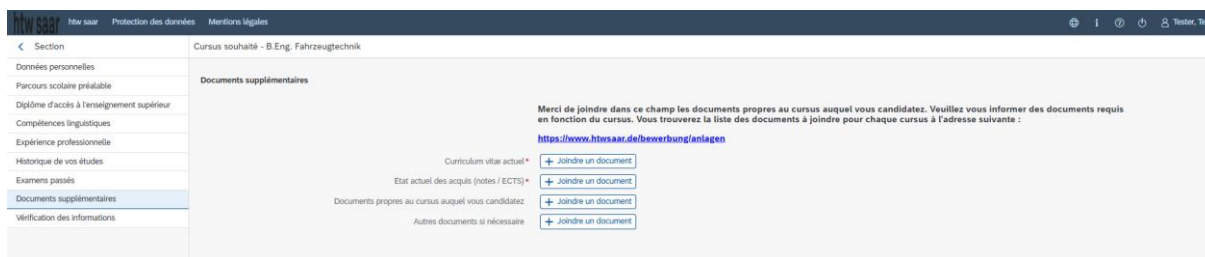 htw saar
htw saar Protection des données Mentions légales
i ? Tester, Te
Section
Cursus souhaité - B.Eng. Fahrzeugtechnik
Données personnelles
Parcours scolaire préalable
Diplôme d'accès à l'enseignement supérieur
Compétences linguistiques
Expérience professionnelle
Historique de vos études
Examens passés
Documents supplémentaires
Vérification des informations
Documents supplémentaires
Merci de joindre dans ce champ les documents propres au cursus auquel vous candidatez. Veuillez vous informer des documents requis
en fonction du cursus. Vous trouverez la liste des documents à joindre pour chaque cursus à l'adresse suivante :
https://www.htwsaar.de/bewerbung/anlagen
Curriculum vitæ actuel* + Joindre un document
Etat actuel des acquis (notes / ECTS)* + Joindre un document
Documents propres au cursus auquel vous candidatez + Joindre un document
Autres documents si nécessaire + Joindre un document